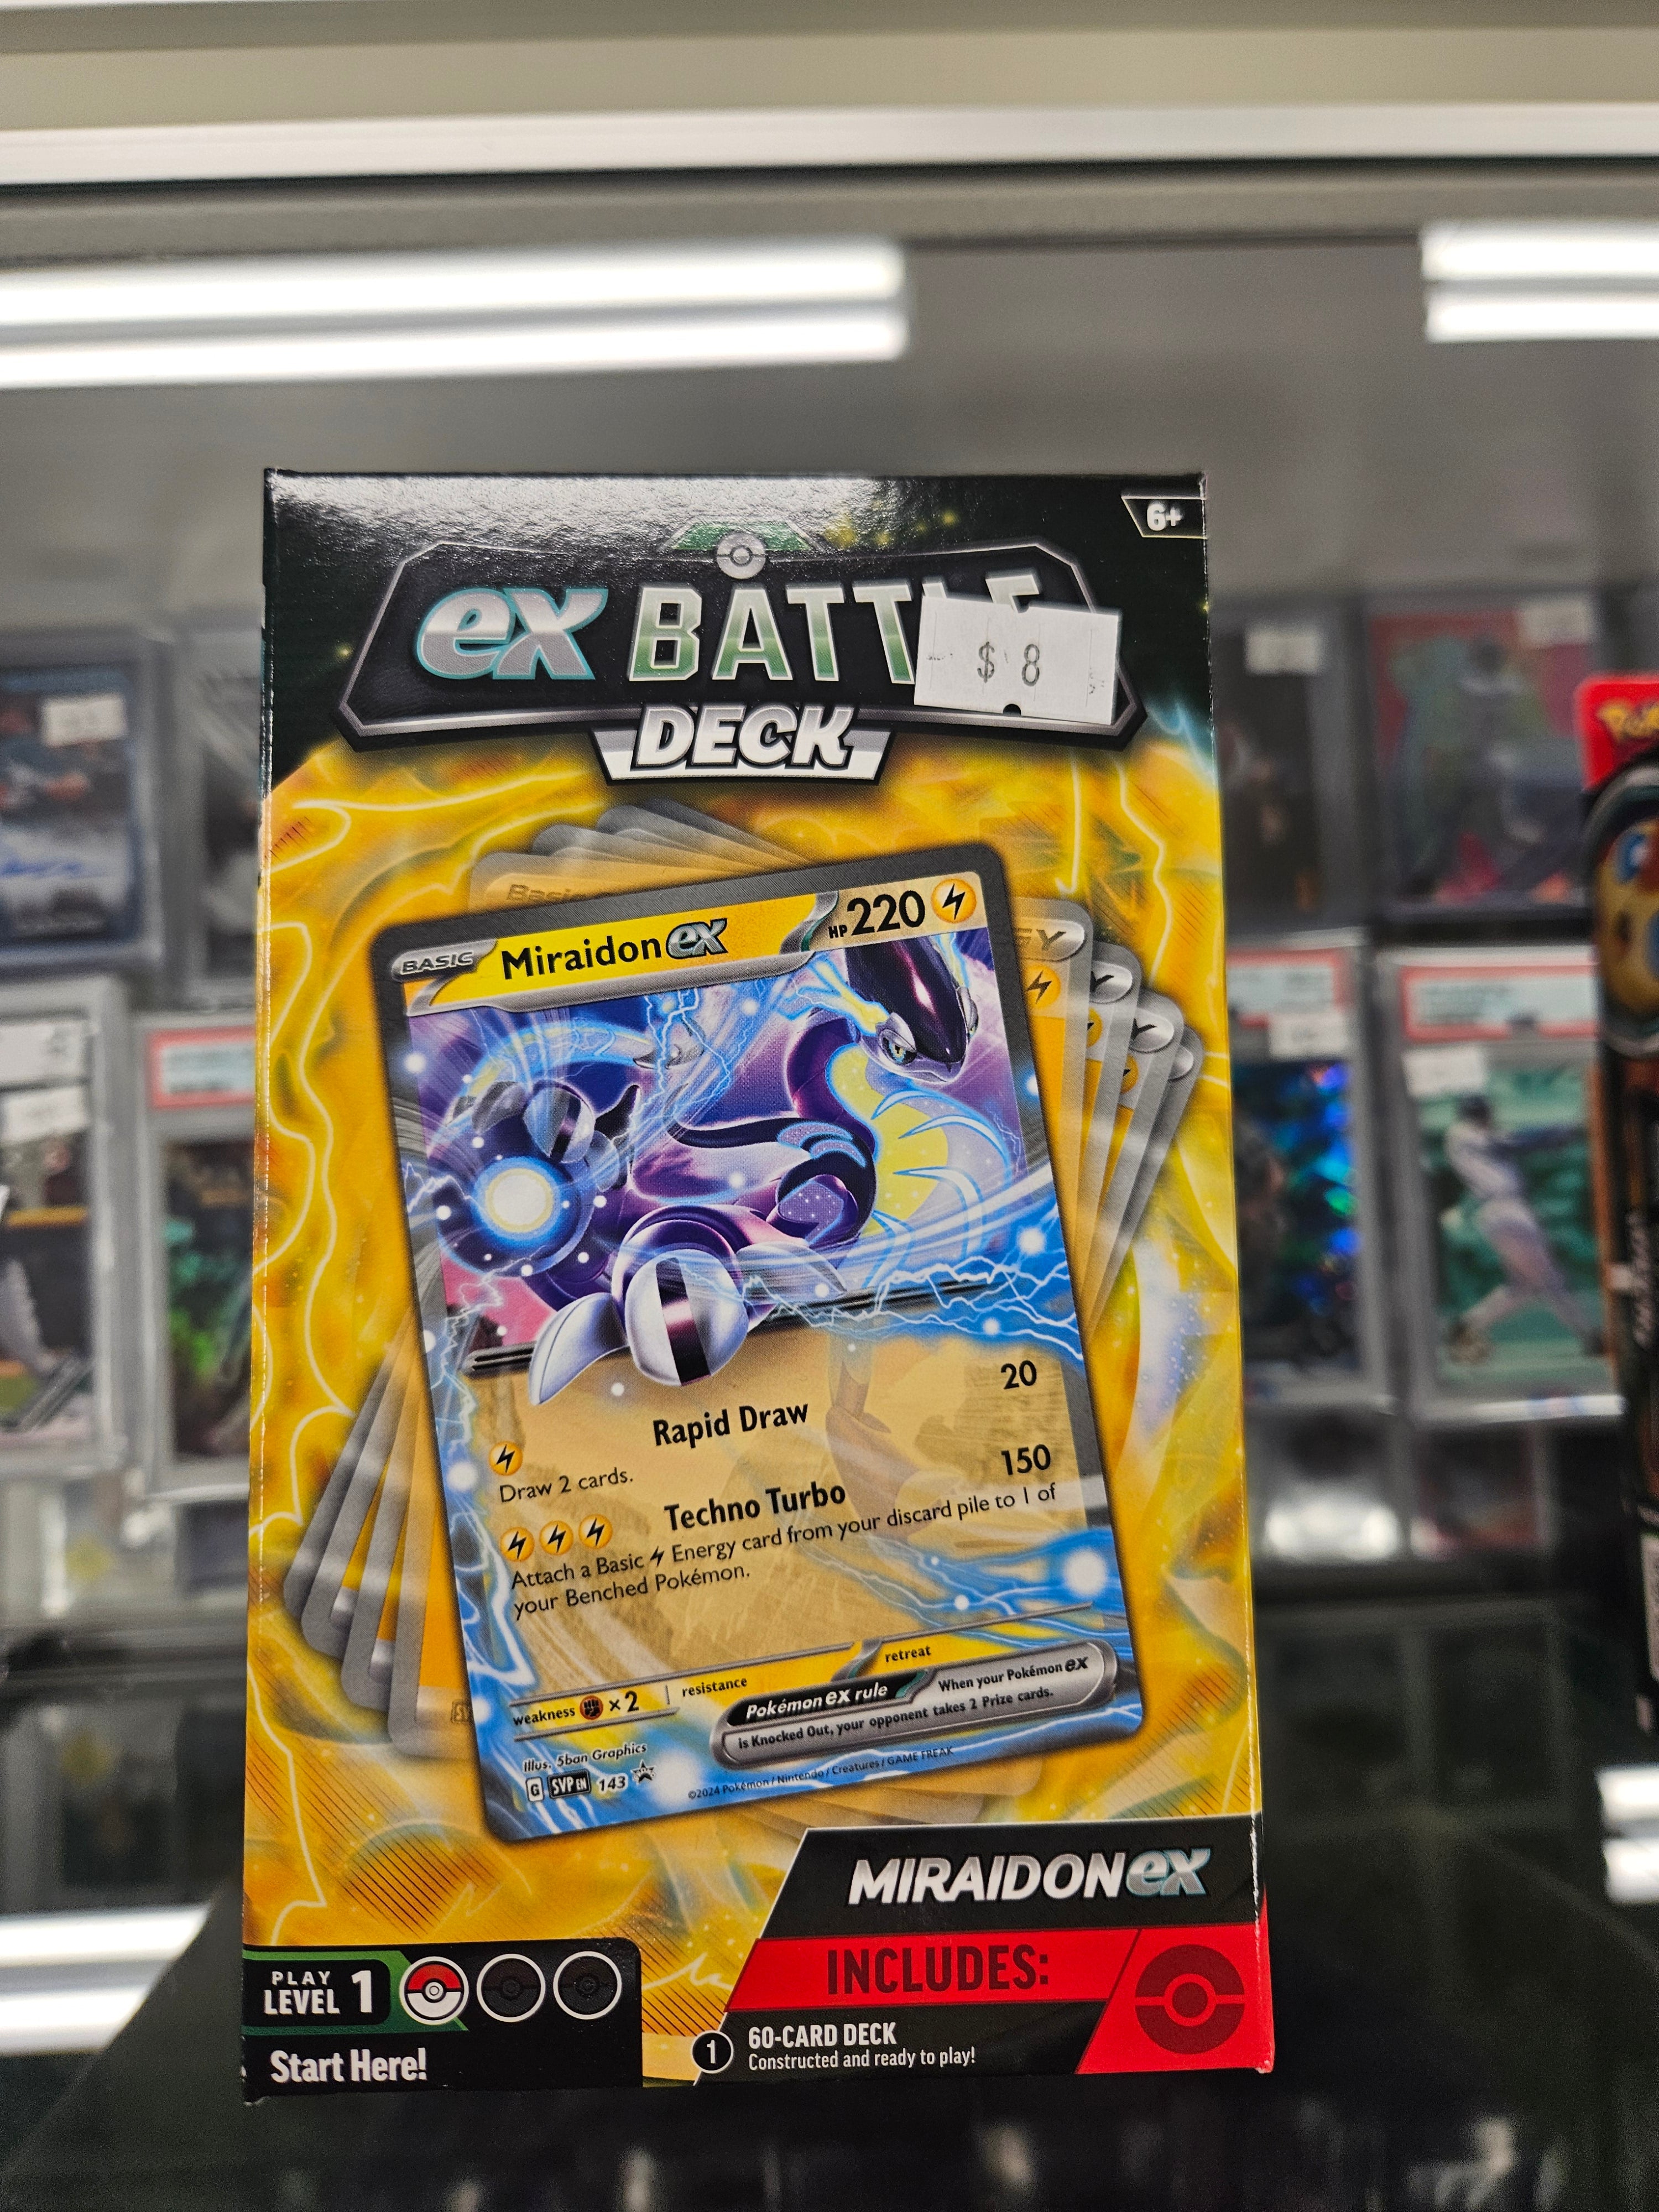 6+
ex BATTLE
$ 8
DECK
Basic
BASIC Miraidon ex HP 220
Rapid Draw 20
Draw 2 cards.
Techno Turbo 150
Attach a Basic Energy card from your discard pile to 1 of
your Benched Pokémon.
weakness ×2 resistance retreat
Pokémon ex rule When your Pokémon ex
is Knocked Out, your opponent takes 2 Prize cards.
Illus. 5ban Graphics
G SVP EN 143
©2024 Pokémon / Nintendo / Creatures / GAME FREAK
MIRAIDON ex
INCLUDES:
PLAY
LEVEL 1
Start Here!
1 60-CARD DECK
Constructed and ready to play!